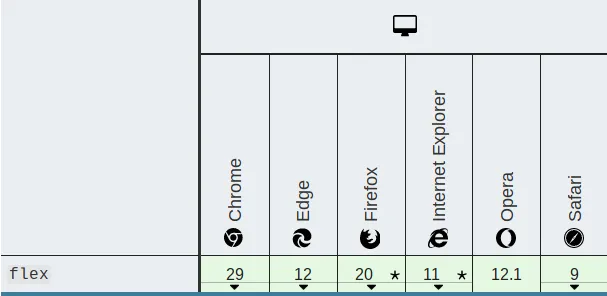 Chrome
Edge
Firefox
Internet Explorer
Opera
Safari
flex 29 12 20 * 11 * 12.1 9